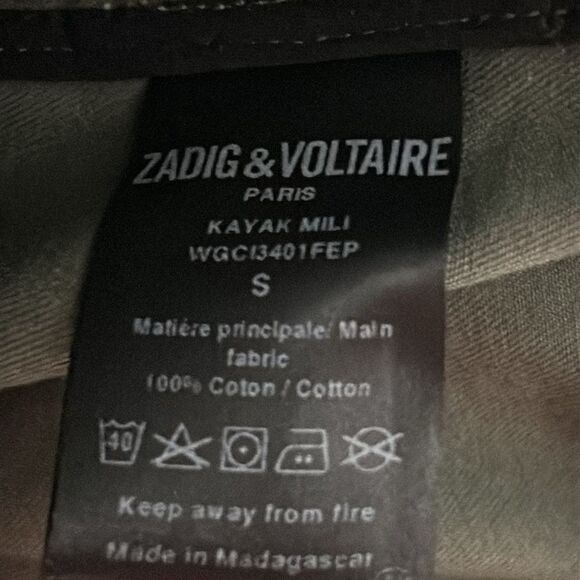 ZADIG & VOLTAIRE
PARIS
KAYAK MILI
WGCI3401FEP
S
Matière principale/ Main
fabric
100% Coton / Cotton
40
Keep away from fire
Made in Madagascar